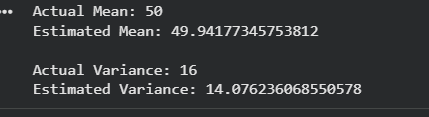 Actual Mean: 50
Estimated Mean: 49.94177345753812
Actual Variance: 16
Estimated Variance: 14.076236068550578